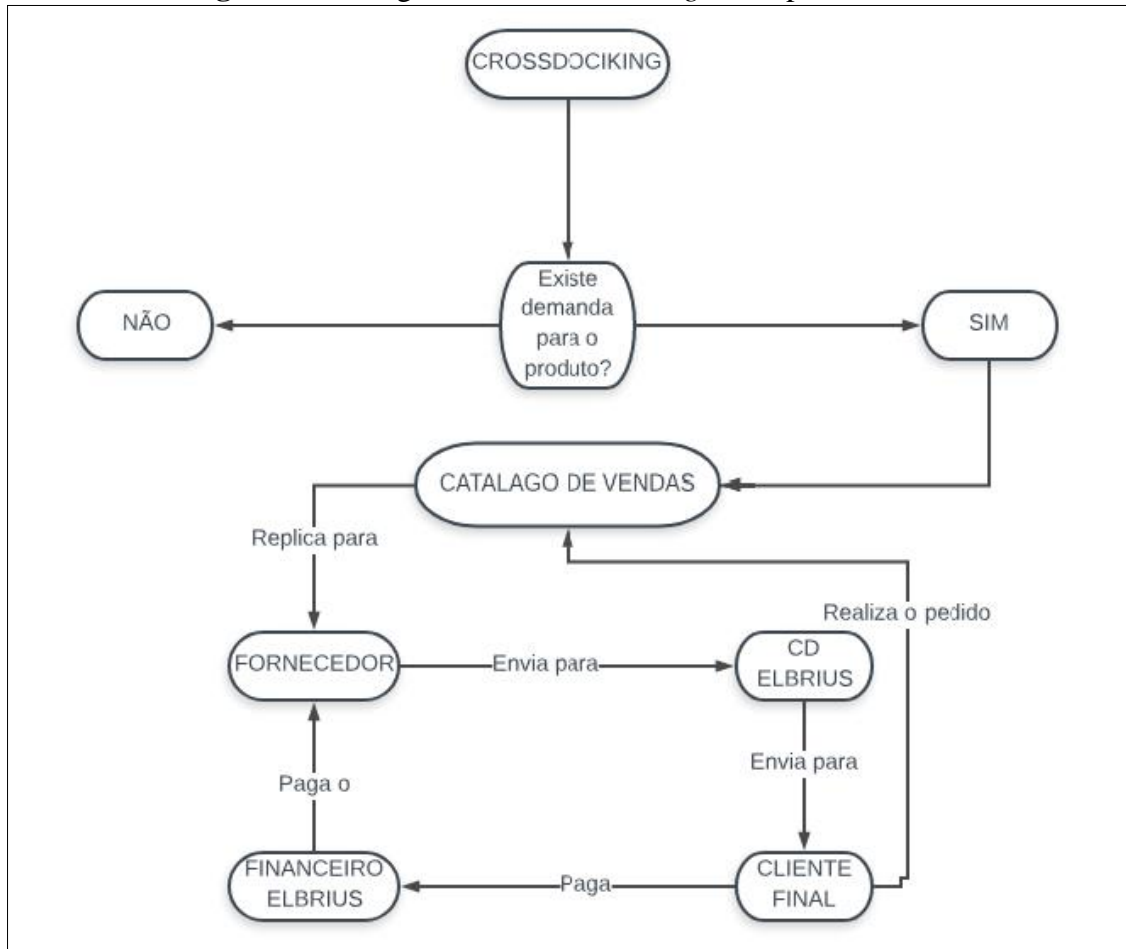 CROSSDOCIKING
Existe
demanda
para o
produto?
NÃO
SIM
CATALAGO DE VENDAS
Replica para
Realiza o pedido
FORNECEDOR
Envia para
CD
ELBRIUS
Envia para
Paga o
FINANCEIRO
ELBRIUS
Paga
CLIENTE
FINAL